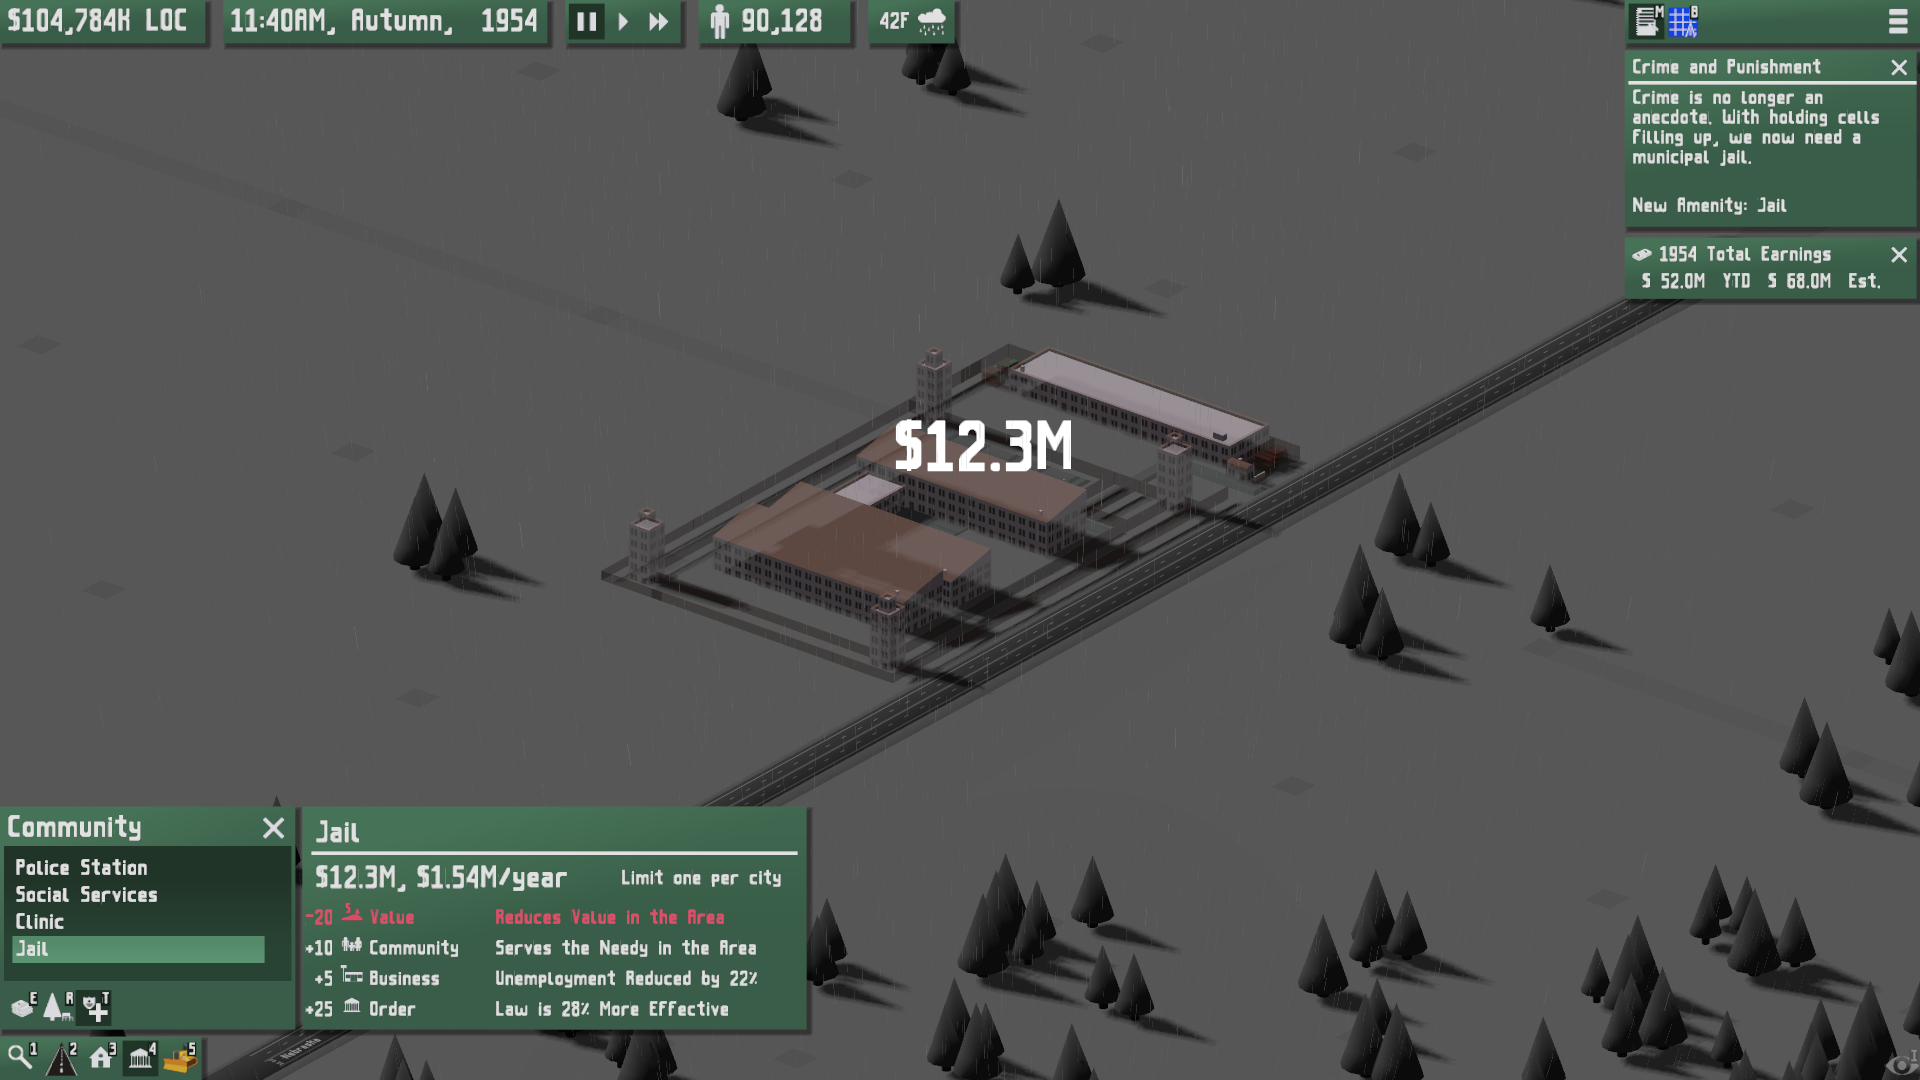 $104,784K LOC
11:40AM, Autumn, 1954
90,128
42F
M
B
Crime and Punishment
Crime is no longer an
anecdote. With holding cells
filling up, we now need a
municipal jail.
New Amenity: Jail
1954 Total Earnings
$ 52.0M YTD $ 68.0M Est.
$12.3M
Community
Police Station
Social Services
Clinic
Jail
E
R
T
Jail
$12.3M, $1.54M/year
Limit one per city
-20 Value Reduces Value in the Area
+10 Community Serves the Needy in the Area
+5 Business Unemployment Reduced by 22%
+25 Order Law is 28% More Effective
1
2
3
4
5
Nebraska
I